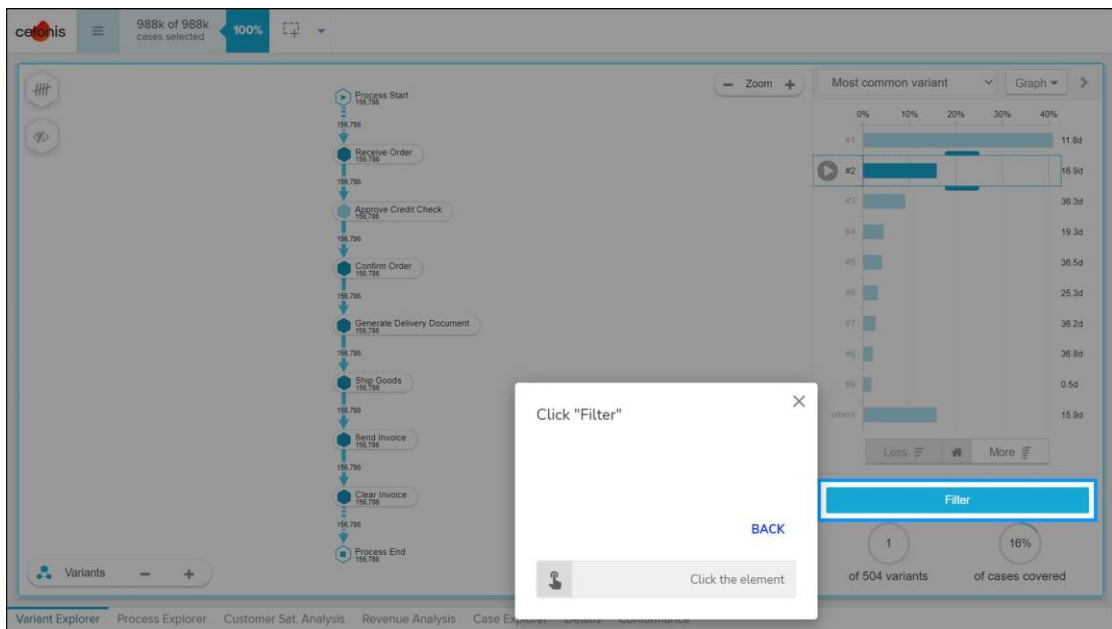 celonis
988k of 988k
cases selected
100%
Zoom
Most common variant
Graph
Process Start
156,786
156,786
Receive Order
156,786
156,786
Approve Credit Check
156,786
156,786
Confirm Order
156,786
156,786
Generate Delivery Document
156,786
156,786
Ship Goods
156,786
156,786
Send Invoice
156,786
156,786
Clear Invoice
156,786
156,786
Process End
156,786
0% 10% 20% 30% 40%
#1 11.8d
#2 16.9d
#3 36.3d
#4 19.3d
#5 36.5d
#6 25.3d
#7 36.2d
#8 36.8d
#9 0.5d
others 15.9d
Less More
Filter
1 16%
of 504 variants of cases covered
Click "Filter"
BACK
Click the element
Variants
Variant Explorer Process Explorer Customer Sat. Analysis Revenue Analysis Case Explorer Details Conformance